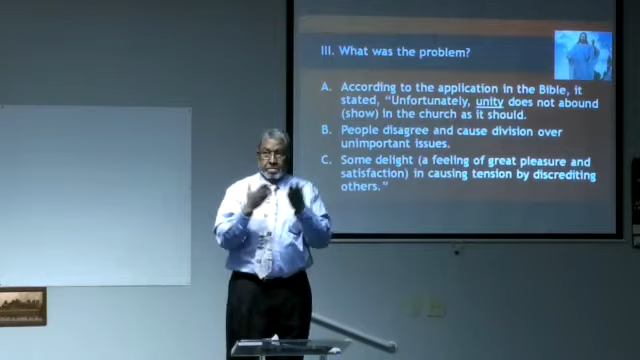 III. What was the problem?
A. According to the application in the Bible, it
stated, “Unfortunately, unity does not abound
(show) in the church as it should.
B. People disagree and cause division over
unimportant issues.
C. Some delight (a feeling of great pleasure and
satisfaction) in causing tension by discrediting
others.”